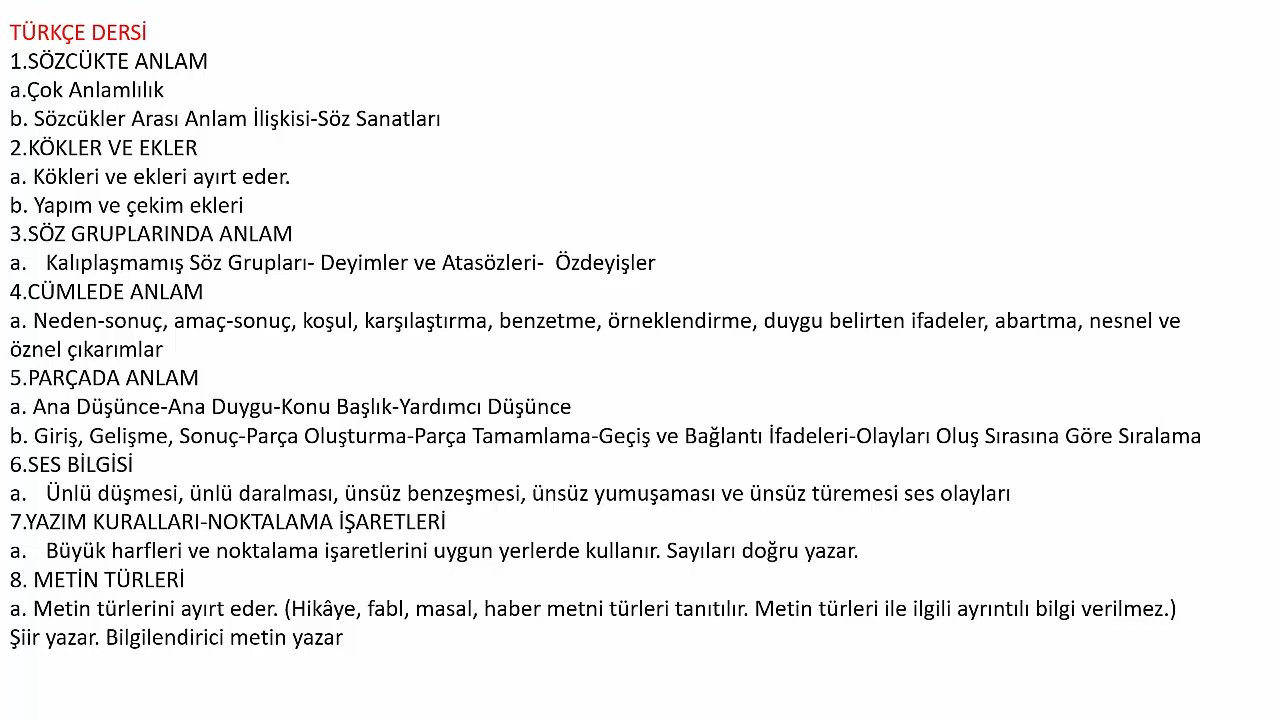 TÜRKÇE DERSİ
1.SÖZCÜKTE ANLAM
a.Çok Anlamlılık
b. Sözcükler Arası Anlam İlişkisi-Söz Sanatları
2.KÖKLER VE EKLER
a. Kökleri ve ekleri ayırt eder.
b. Yapım ve çekim ekleri
3.SÖZ GRUPLARINDA ANLAM
a. Kalıplaşmamış Söz Grupları- Deyimler ve Atasözleri- Özdeyişler
4.CÜMLEDE ANLAM
a. Neden-sonuç, amaç-sonuç, koşul, karşılaştırma, benzetme, örneklendirme, duygu belirten ifadeler, abartma, nesnel ve
öznel çıkarımlar
5.PARÇADA ANLAM
a. Ana Düşünce-Ana Duygu-Konu Başlık-Yardımcı Düşünce
b. Giriş, Gelişme, Sonuç-Parça Oluşturma-Parça Tamamlama-Geçiş ve Bağlantı İfadeleri-Olayları Oluş Sırasına Göre Sıralama
6.SES BİLGİSİ
a. Ünlü düşmesi, ünlü daralması, ünsüz benzeşmesi, ünsüz yumuşaması ve ünsüz türemesi ses olayları
7.YAZIM KURALLARI-NOKTALAMA İŞARETLERİ
a. Büyük harfleri ve noktalama işaretlerini uygun yerlerde kullanır. Sayıları doğru yazar.
8. METİN TÜRLERİ
a. Metin türlerini ayırt eder. (Hikâye, fabl, masal, haber metni türleri tanıtılır. Metin türleri ile ilgili ayrıntılı bilgi verilmez.)
Şiir yazar. Bilgilendirici metin yazar